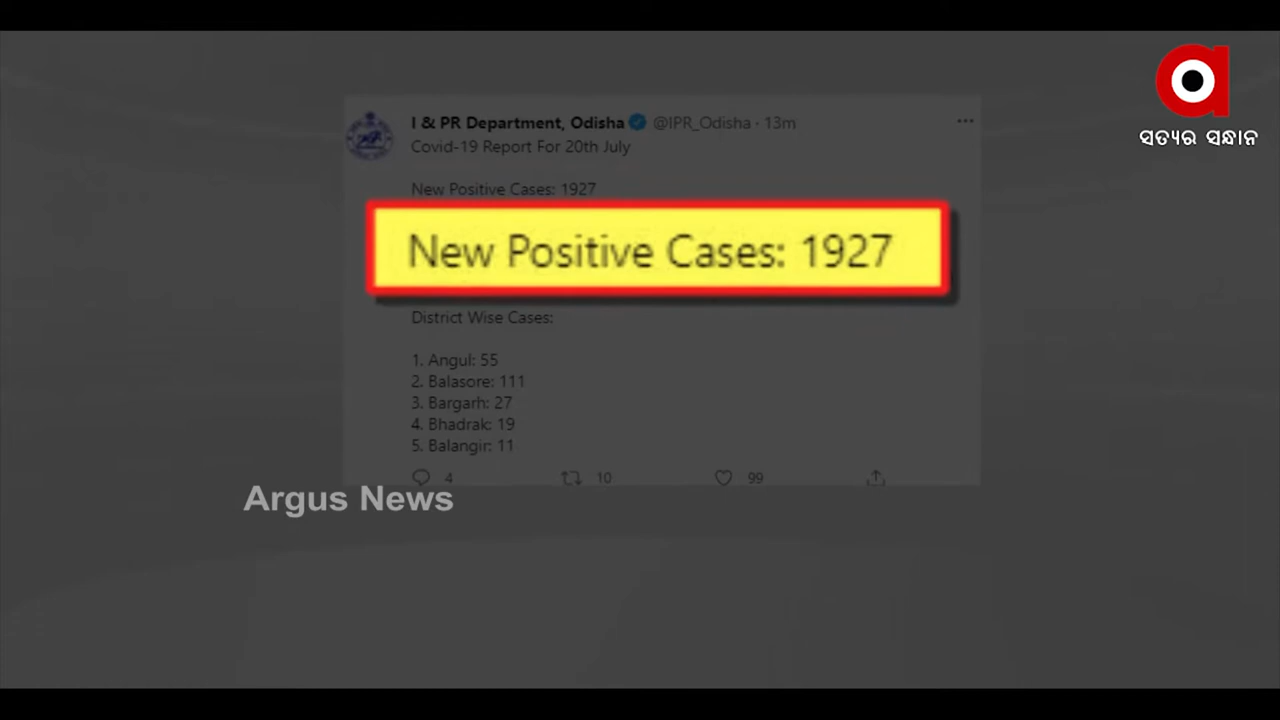 I & PR Department, Odisha @IPR_Odisha · 13m
Covid-19 Report For 20th July
New Positive Cases: 1927
New Positive Cases: 1927
District Wise Cases:
1. Angul: 55
2. Balasore: 111
3. Bargarh: 27
4. Bhadrak: 19
5. Balangir: 11
4 10 99
Argus News
a
ସତ୍ୟର ସନ୍ଧାନ